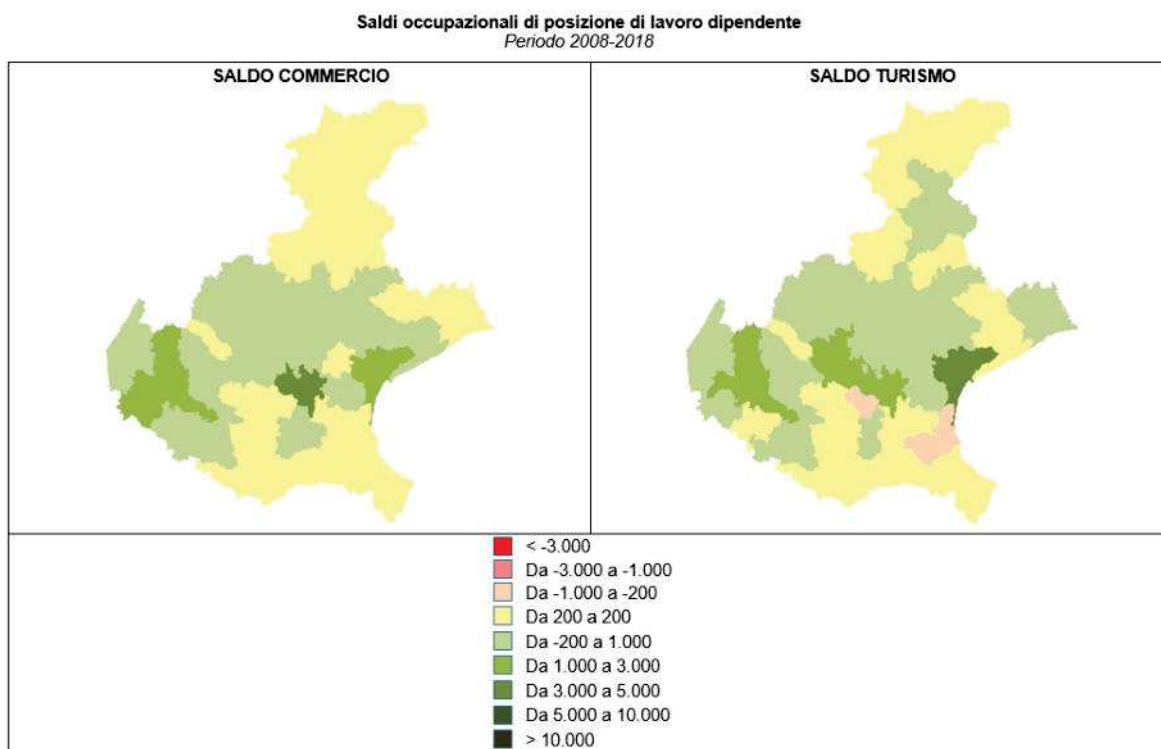 Saldi occupazionali di posizione di lavoro dipendente
Periodo 2008-2018
SALDO COMMERCIO
SALDO TURISMO
< -3.000
Da -3.000 a -1.000
Da -1.000 a -200
Da 200 a 200
Da -200 a 1.000
Da 1.000 a 3.000
Da 3.000 a 5.000
Da 5.000 a 10.000
> 10.000